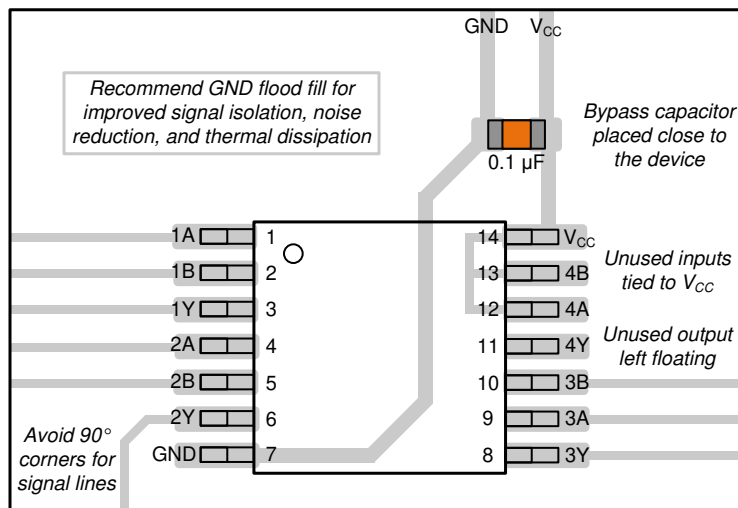 GND V_CC
Recommend GND flood fill for
improved signal isolation, noise
reduction, and thermal dissipation
Bypass capacitor
placed close to
the device
0.1 µF
1A 1 14 V_CC
1B 2 13 4B
1Y 3 12 4A
2A 4 11 4Y
2B 5 10 3B
2Y 6 9 3A
GND 7 8 3Y
Unused inputs
tied to V_CC
Unused output
left floating
Avoid 90°
corners for
signal lines